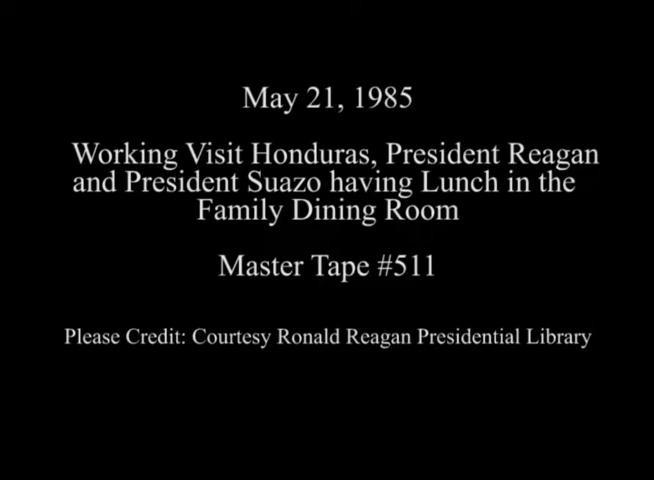 May 21, 1985
Working Visit Honduras, President Reagan
and President Suazo having Lunch in the
Family Dining Room
Master Tape #511
Please Credit: Courtesy Ronald Reagan Presidential Library